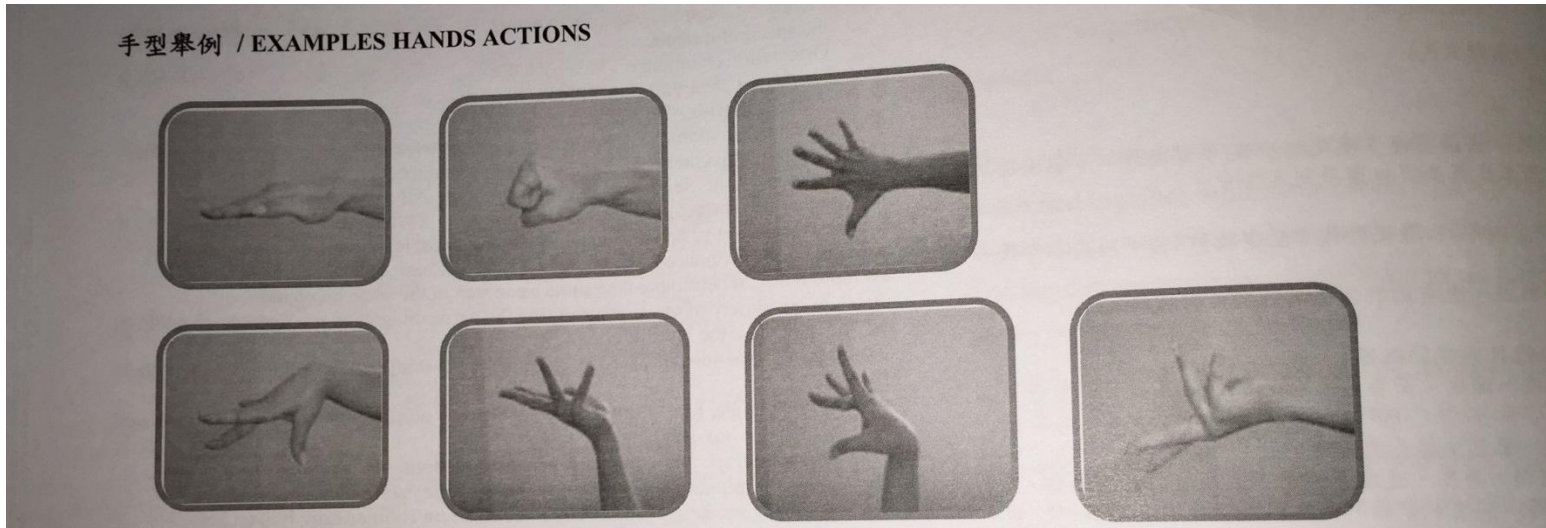 手型舉例 / EXAMPLES HANDS ACTIONS